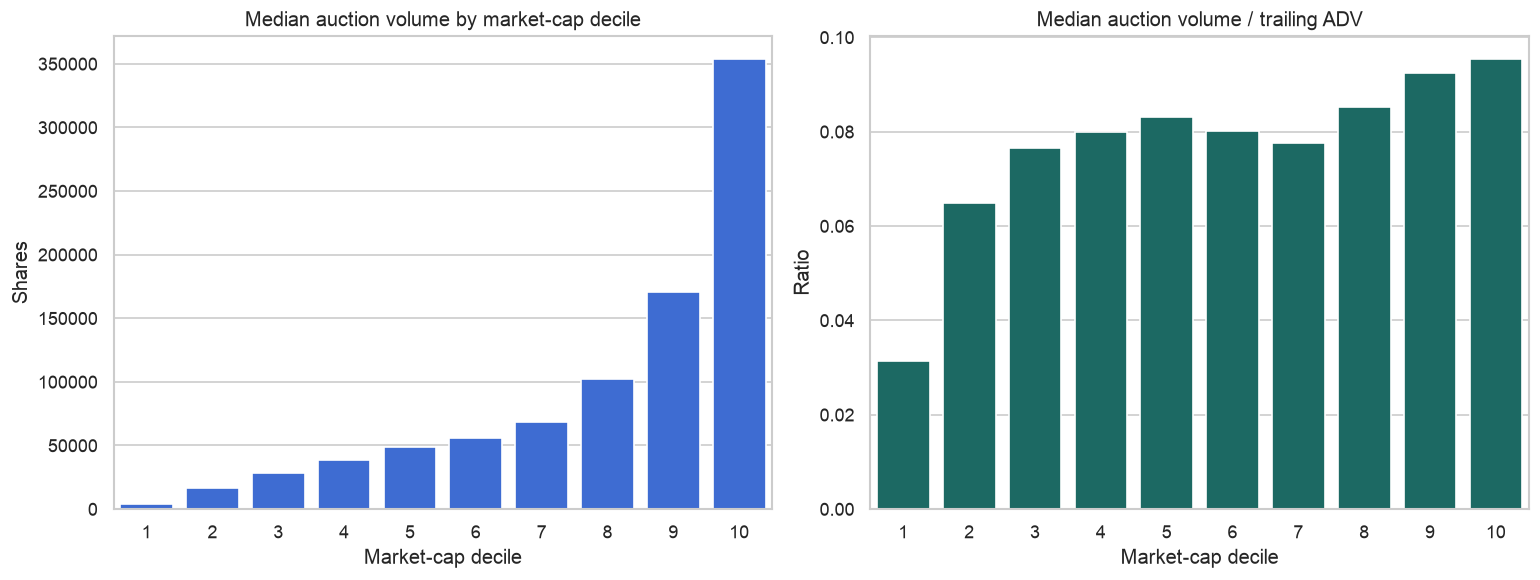 Median auction volume by market-cap decile
350000
300000
250000
200000
150000
100000
50000
0
Shares
1 2 3 4 5 6 7 8 9 10
Market-cap decile
Median auction volume / trailing ADV
0.10
0.08
0.06
0.04
0.02
0.00
Ratio
1 2 3 4 5 6 7 8 9 10
Market-cap decile